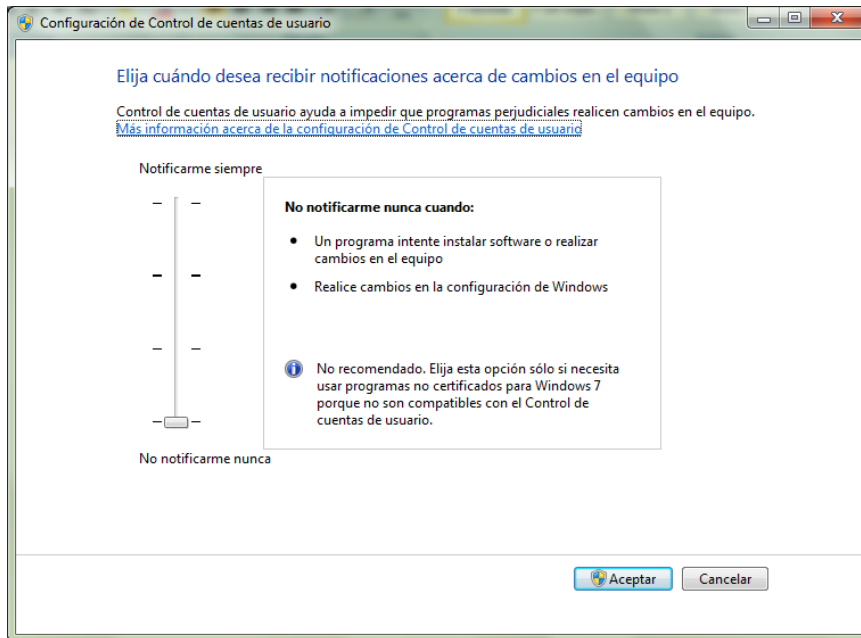 Configuración de Control de cuentas de usuario
Elija cuándo desea recibir notificaciones acerca de cambios en el equipo
Control de cuentas de usuario ayuda a impedir que programas perjudiciales realicen cambios en el equipo.
Más información acerca de la configuración de Control de cuentas de usuario
Notificarme siempre
No notificarme nunca cuando:
Un programa intente instalar software o realizar
cambios en el equipo
Realice cambios en la configuración de Windows
No recomendado. Elija esta opción sólo si necesita
usar programas no certificados para Windows 7
porque no son compatibles con el Control de
cuentas de usuario.
No notificarme nunca
Aceptar
Cancelar